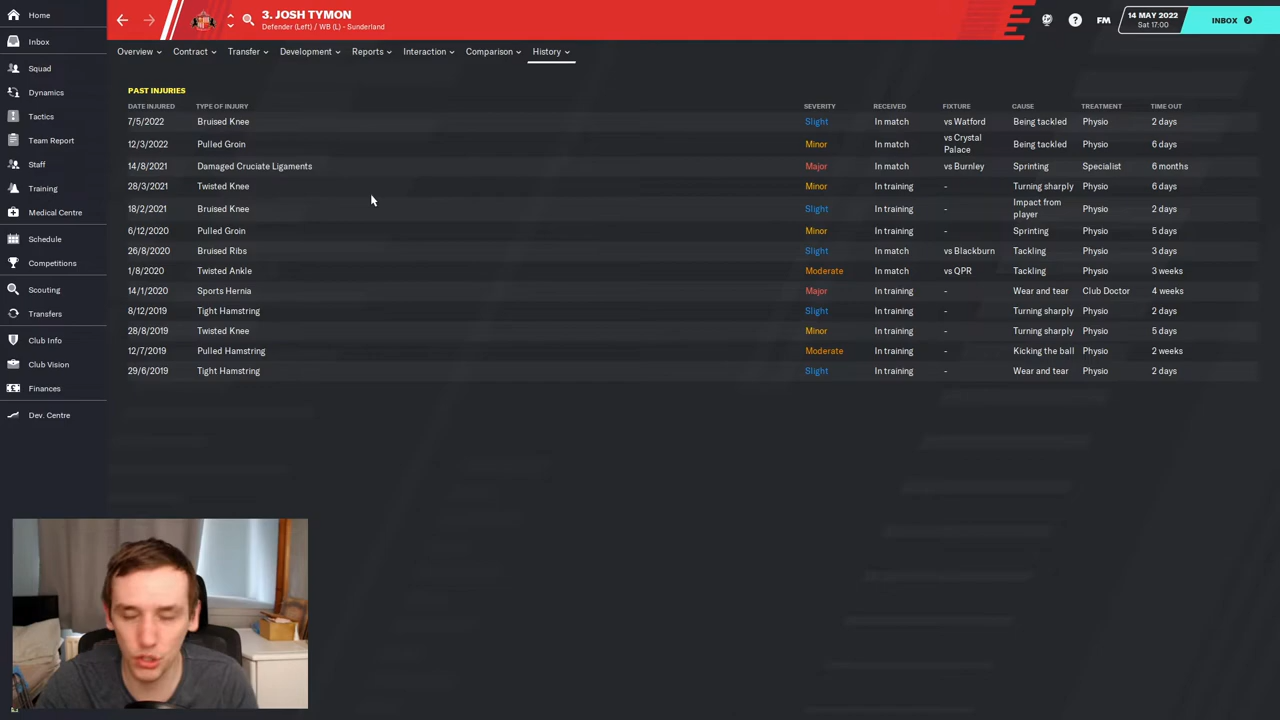 Home
Inbox
Squad
Dynamics
Tactics
Team Report
Staff
Training
Medical Centre
Schedule
Competitions
Scouting
Transfers
Club Info
Club Vision
Finances
Dev. Centre
3. JOSH TYMON
Defender (Left) / WB (L) - Sunderland
FM
14 MAY 2022
Sat 17:00
INBOX
Overview Contract Transfer Development Reports Interaction Comparison History
PAST INJURIES
DATE INJURED TYPE OF INJURY SEVERITY RECEIVED FIXTURE CAUSE TREATMENT TIME OUT
7/5/2022 Bruised Knee Slight In match vs Watford Being tackled Physio 2 days
12/3/2022 Pulled Groin Minor In match vs Crystal Palace Being tackled Physio 6 days
14/8/2021 Damaged Cruciate Ligaments Major In match vs Burnley Sprinting Specialist 6 months
28/3/2021 Twisted Knee Minor In training - Turning sharply Physio 6 days
18/2/2021 Bruised Knee Slight In training - Impact from player Physio 2 days
6/12/2020 Pulled Groin Minor In training - Sprinting Physio 5 days
26/8/2020 Bruised Ribs Slight In match vs Blackburn Tackling Physio 3 days
1/8/2020 Twisted Ankle Moderate In match vs QPR Tackling Physio 3 weeks
14/1/2020 Sports Hernia Major In training - Wear and tear Club Doctor 4 weeks
8/12/2019 Tight Hamstring Slight In training - Turning sharply Physio 2 days
28/8/2019 Twisted Knee Minor In training - Turning sharply Physio 5 days
12/7/2019 Pulled Hamstring Moderate In training - Kicking the ball Physio 2 weeks
29/6/2019 Tight Hamstring Slight In training - Wear and tear Physio 2 days